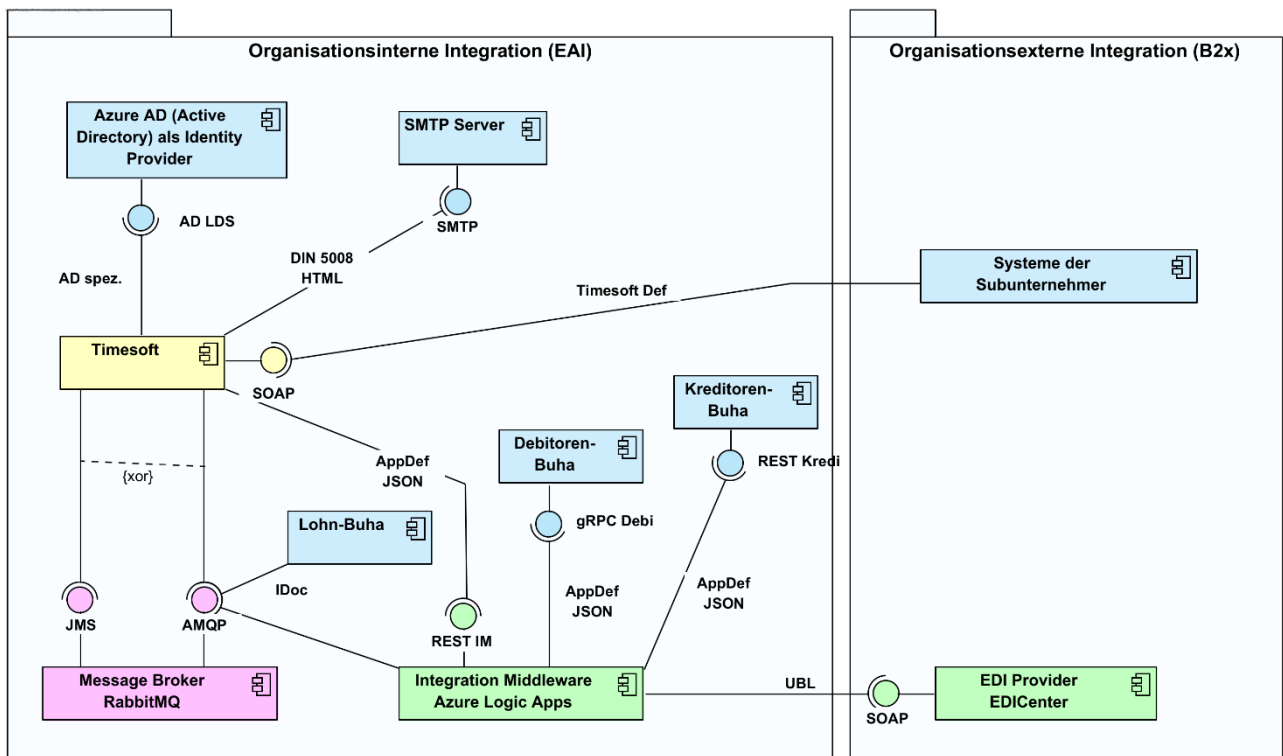 Organisationsinterne Integration (EAI)
Organisationsexterne Integration (B2x)
Azure AD (Active
Directory) als Identity
Provider
SMTP Server
AD LDS
SMTP
DIN 5008
HTML
AD spez.
Systeme der
Subunternehmer
Timesoft Def
Timesoft
SOAP
Kreditoren-
Buha
Debitoren-
Buha
REST Kredi
AppDef
JSON
{xor}
Lohn-Buha
gRPC Debi
IDoc
AppDef
JSON
AppDef
JSON
JMS
AMQP
REST IM
Message Broker
RabbitMQ
Integration Middleware
Azure Logic Apps
UBL
SOAP
EDI Provider
EDICenter